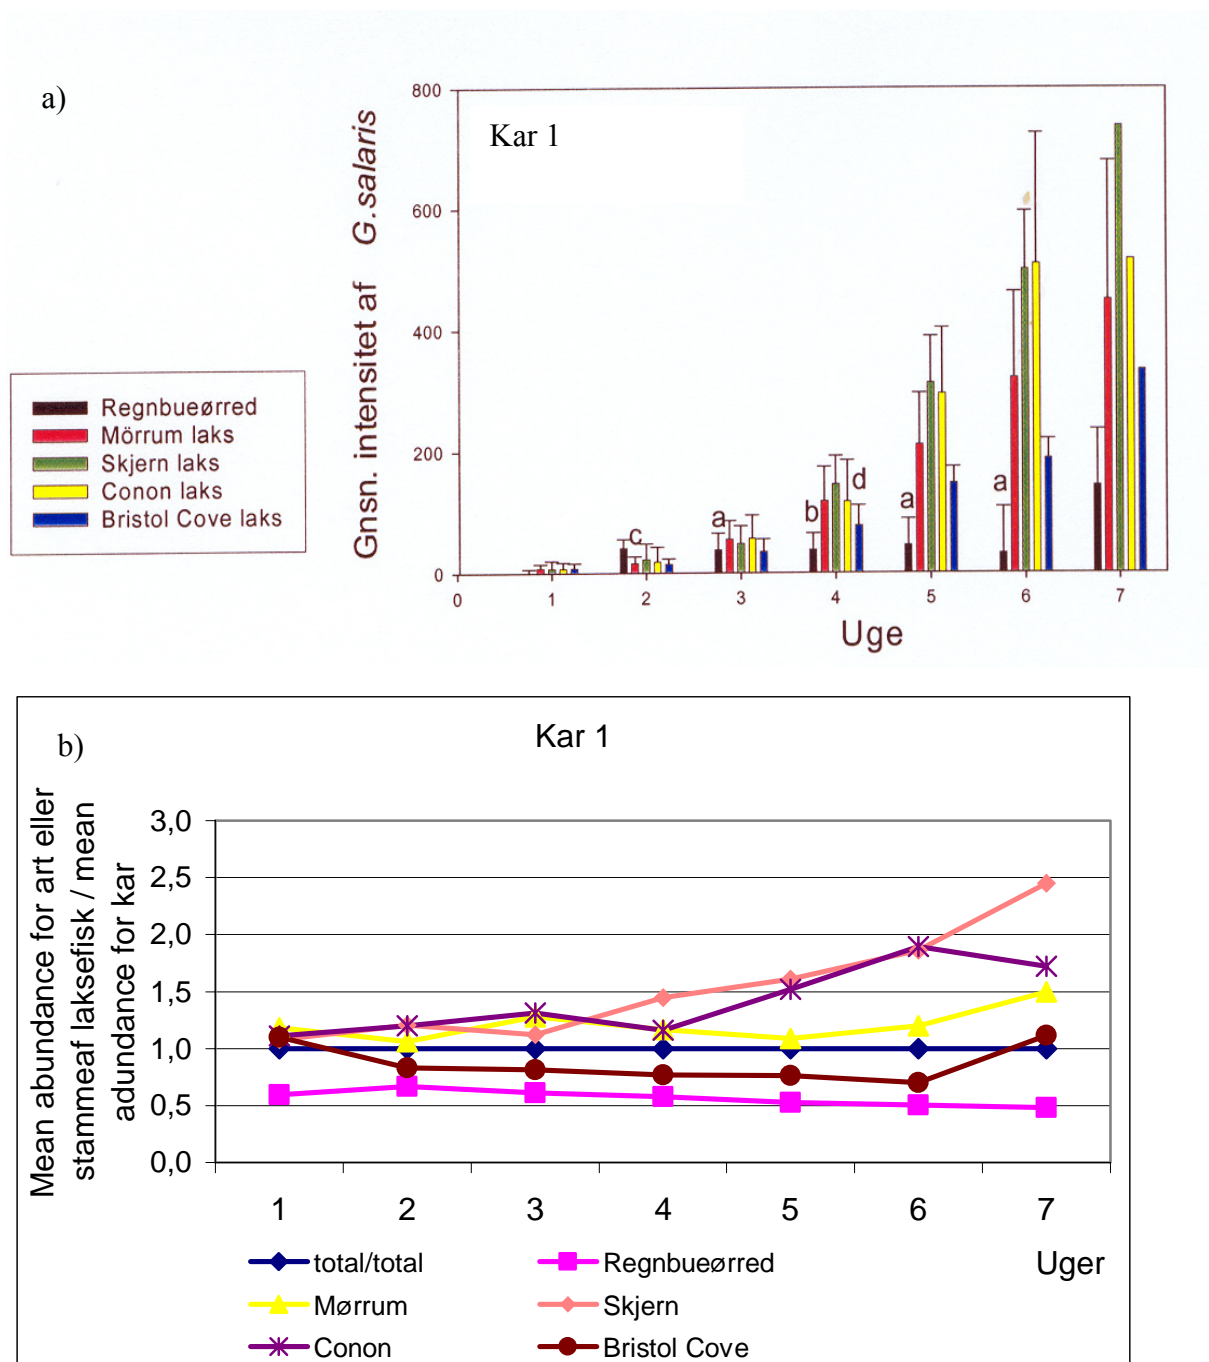 a)
Kar 1
Gnsn. intensitet af G.salaris
800
600
400
200
0
c
a
b
d
a
a
0 1 2 3 4 5 6 7
Uge
Regnbueørred
Mörrum laks
Skjern laks
Conon laks
Bristol Cove laks
b)
Kar 1
Mean abundance for art eller
stammeaf laksefisk / mean
adundance for kar
3,0
2,5
2,0
1,5
1,0
0,5
0,0
1 2 3 4 5 6 7
Uger
total/total
Regnbueørred
Mørrum
Skjern
Conon
Bristol Cove